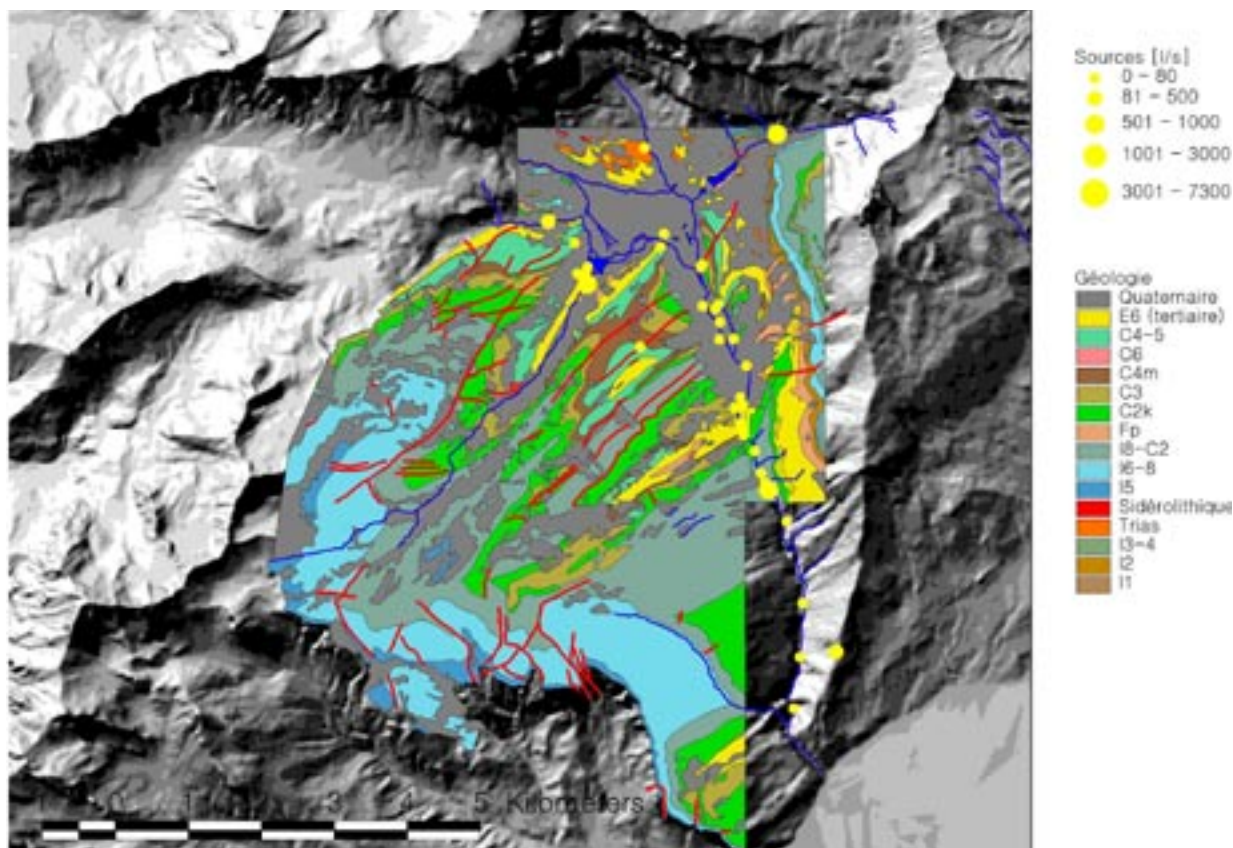 Sources [l/s]
0 - 80
81 - 500
501 - 1000
1001 - 3000
3001 - 7300
Géologie
Quaternaire
E6 (tertiaire)
C4-5
C6
C4m
C3
C2k
Fp
I8-C2
I6-8
I5
Sidérolithique
Trias
I3-4
I2
I1
3 4 5 Kilometers